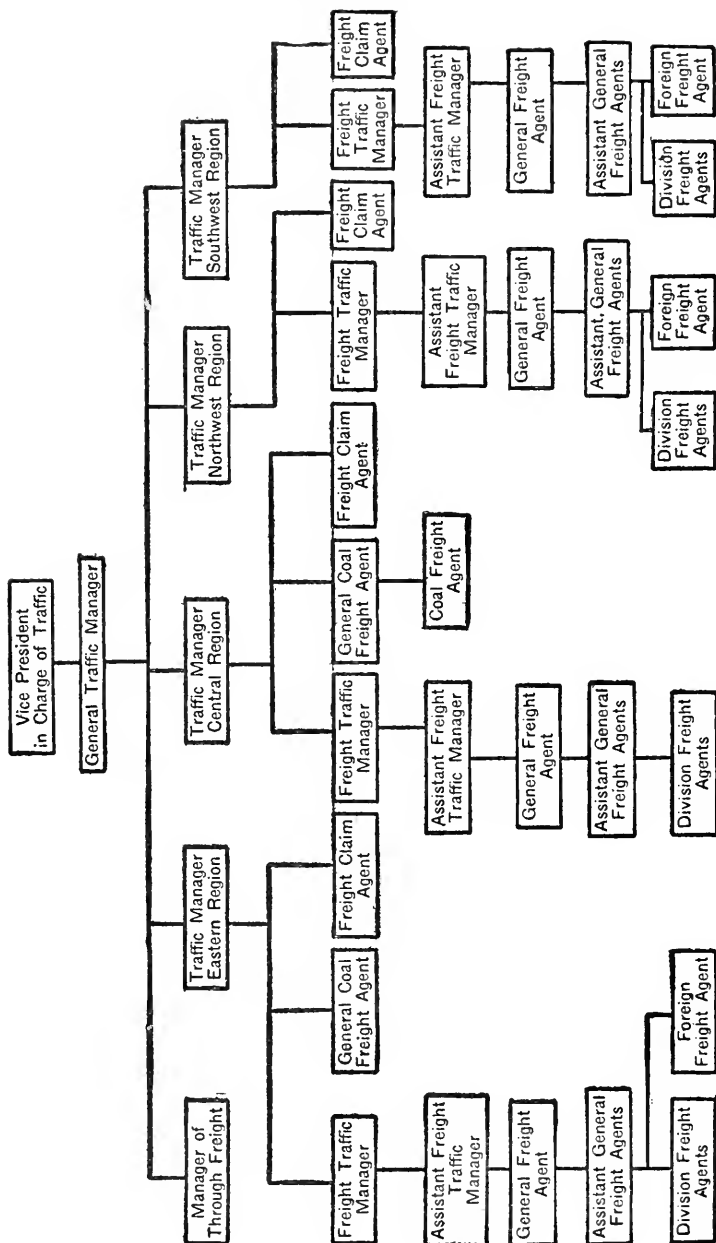 Vice President
in Charge of Traffic
General Traffic Manager
Manager of
Through Freight
Traffic Manager
Eastern Region
Traffic Manager
Central Region
Traffic Manager
Northwest Region
Traffic Manager
Southwest Region
Freight Traffic
Manager
General Coal
Freight Agent
Freight Claim
Agent
Freight Traffic
Manager
General Coal
Freight Agent
Freight Claim
Agent
Freight Traffic
Manager
Freight
Claim
Agent
Freight
Traffic
Manager
Freight
Claim
Agent
Assistant Freight
Traffic
Manager
Assistant Freight
Traffic Manager
Coal Freight
Agent
Assistant
Freight Traffic
Manager
Assistant Freight
Traffic Manager
General Freight
Agent
General Freight
Agent
General Freight
Agent
General Freight
Agent
Assistant General
Freight Agents
Assistant General
Freight Agents
Assistant, General
Freight Agents
Assistant General
Freight Agents
Division Freight
Agents
Foreign
Freight Agent
Division Freight
Agents
Division
Freight
Agents
Foreign
Freight
Agent
Division
Freight
Agents
Foreign
Freight
Agent